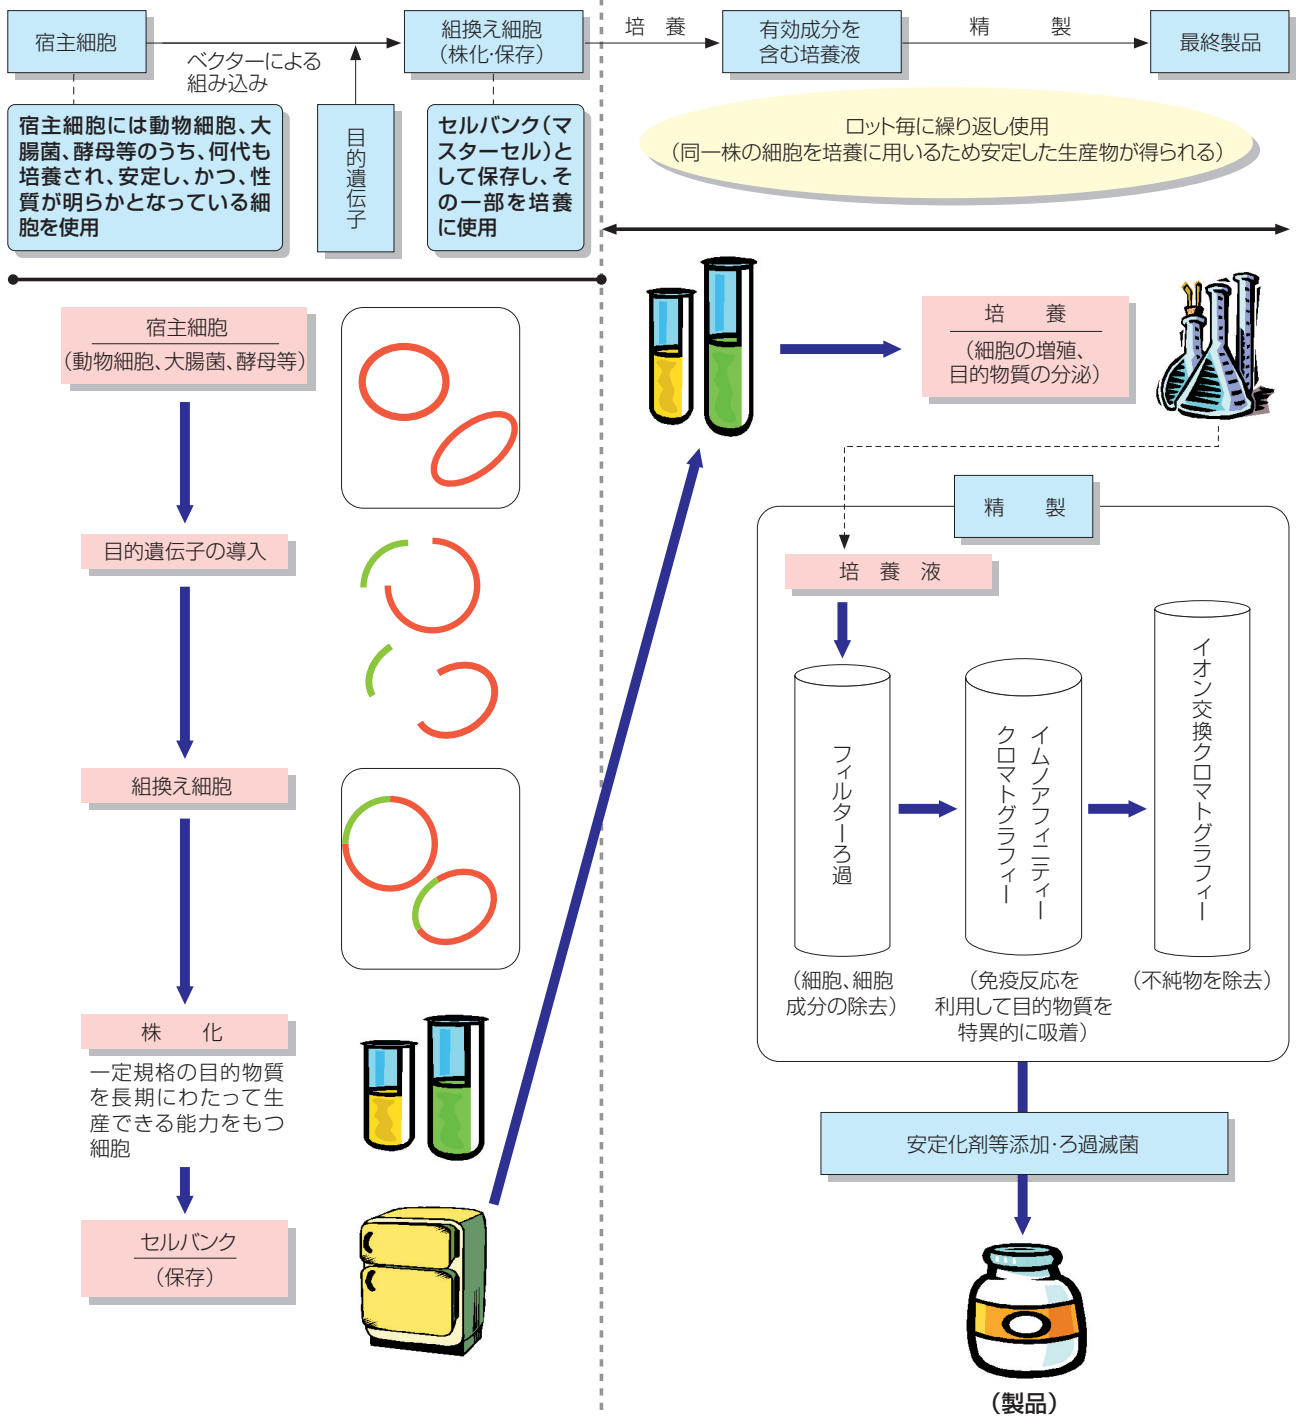 宿主細胞
ベクターによる
組み込み
目的遺伝子
組換え細胞
(株化・保存)
培 養
有効成分を
含む培養液
精 製
最終製品
宿主細胞には動物細胞、大
腸菌、酵母等のうち、何代も
培養され、安定し、かつ、性
質が明らかとなっている細
胞を使用
セルバンク(マ
スターセル)と
して保存し、そ
の一部を培養
に使用
ロット毎に繰り返し使用
(同一株の細胞を培養に用いるため安定した生産物が得られる)
宿主細胞
(動物細胞、大腸菌、酵母等)
目的遺伝子の導入
組換え細胞
株 化
一定規格の目的物質
を長期にわたって生
産できる能力をもつ
細胞
セルバンク
(保存)
培 養
(細胞の増殖、
目的物質の分泌)
精 製
培 養 液
フィルターろ過
(細胞、細胞
成分の除去)
イムノアフィニティー
クロマトグラフィー
(免疫反応を
利用して目的物質を
特異的に吸着)
イオン交換クロマトグラフィー
(不純物を除去)
安定化剤等添加・ろ過滅菌
(製品)